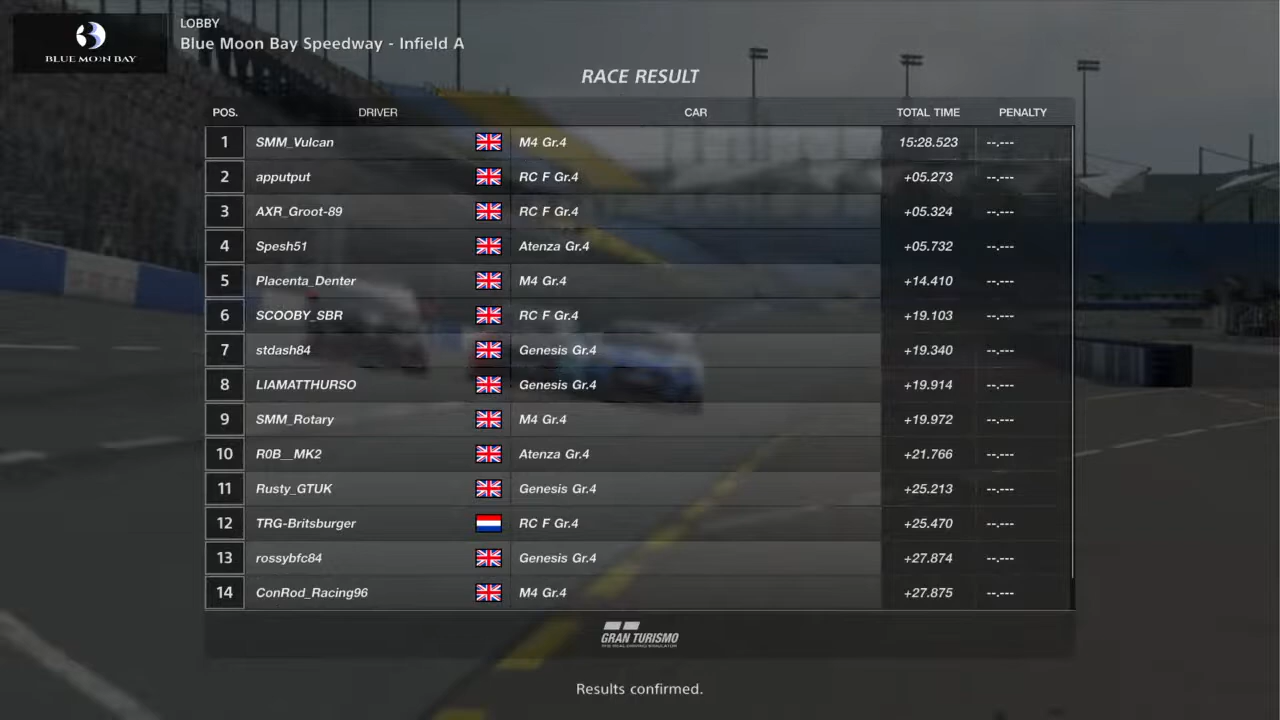 LOBBY
Blue Moon Bay Speedway - Infield A
BLUE MOON BAY
RACE RESULT
POS. DRIVER CAR TOTAL TIME PENALTY
1 SMM_Vulcan M4 Gr.4 15:28.523 --.---
2 apputput RC F Gr.4 +05.273 --.---
3 AXR_Groot-89 RC F Gr.4 +05.324 --.---
4 Spesh51 Atenza Gr.4 +05.732 --.---
5 Placenta_Denter M4 Gr.4 +14.410 --.---
6 SCOOBY_SBR RC F Gr.4 +19.103 --.---
7 stdash84 Genesis Gr.4 +19.340 --.---
8 LIAMATTHURSO Genesis Gr.4 +19.914 --.---
9 SMM_Rotary M4 Gr.4 +19.972 --.---
10 R0B__MK2 Atenza Gr.4 +21.766 --.---
11 Rusty_GTUK Genesis Gr.4 +25.213 --.---
12 TRG-Britsburger RC F Gr.4 +25.470 --.---
13 rossybfc84 Genesis Gr.4 +27.874 --.---
14 ConRod_Racing96 M4 Gr.4 +27.875 --.---
GRAN TURISMO
THE REAL DRIVING SIMULATOR
Results confirmed.